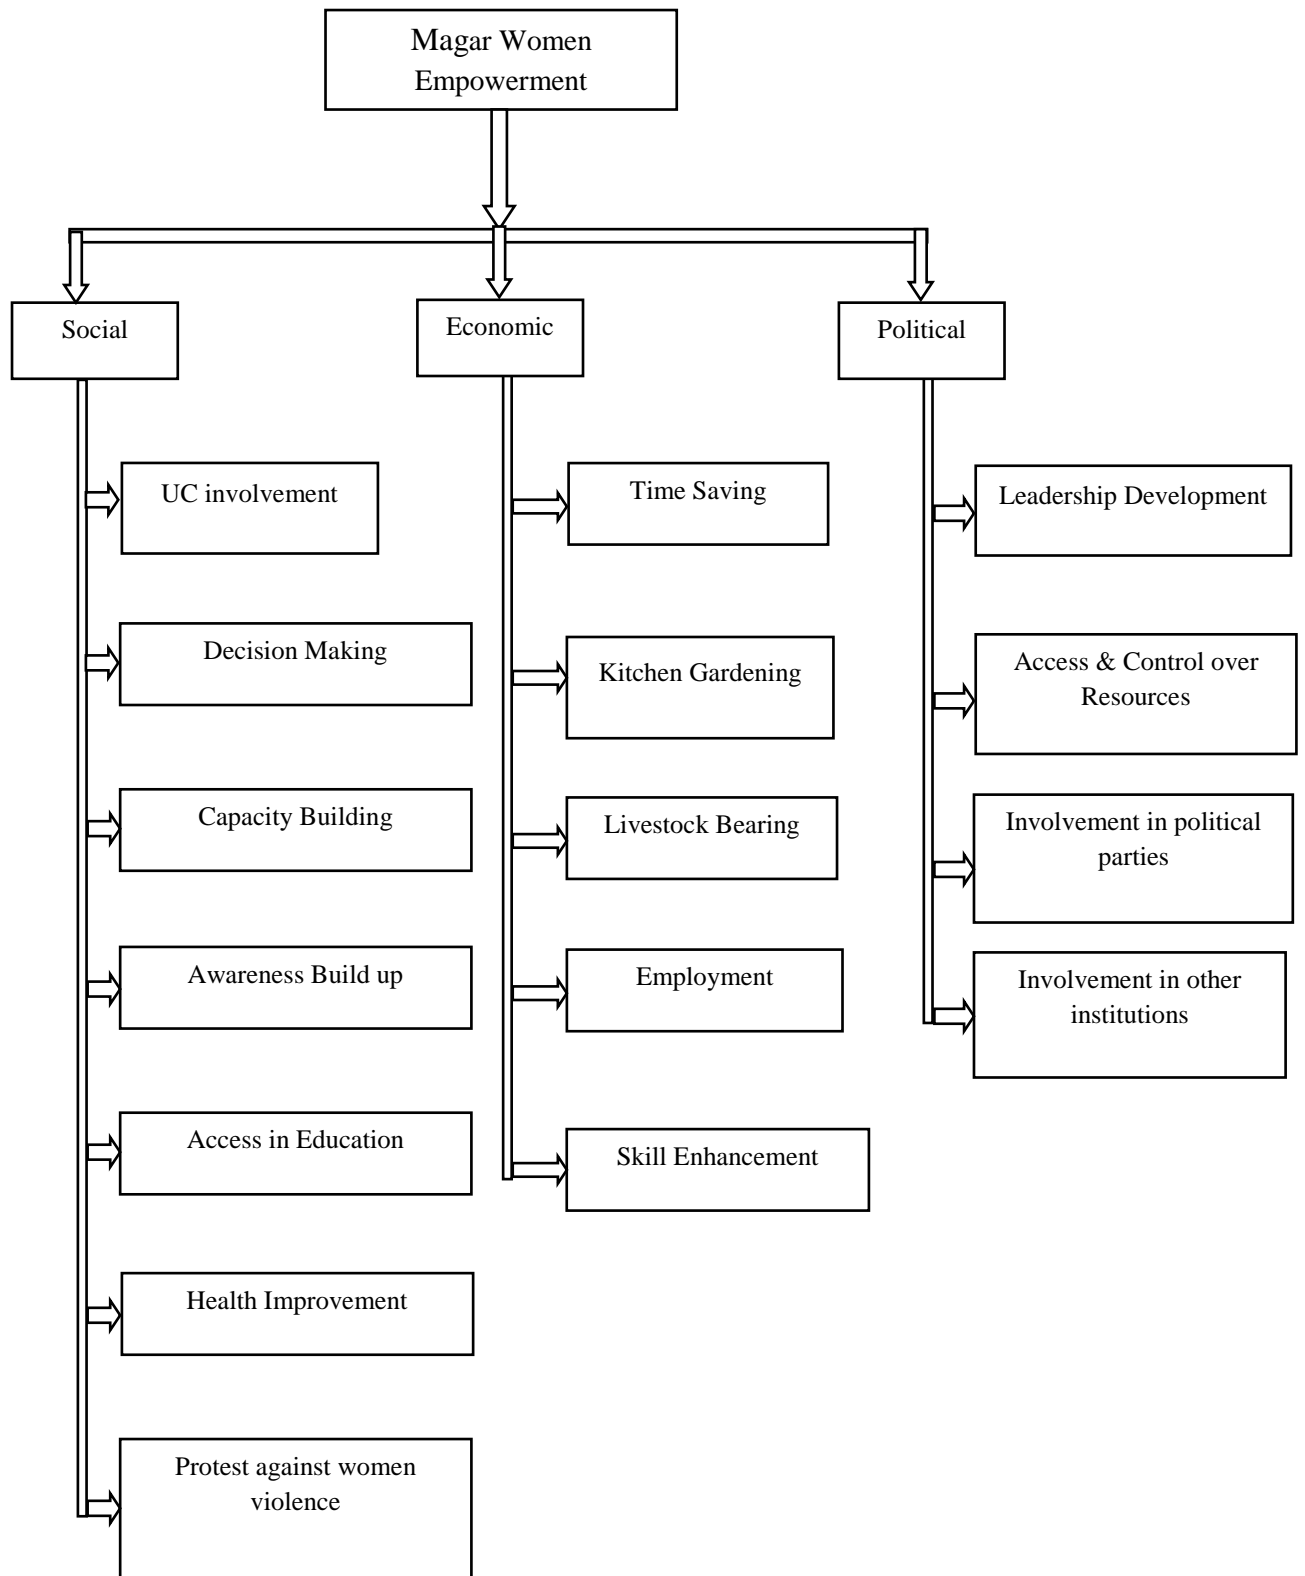 Magar Women
Empowerment
Social
Economic
Political
UC involvement
Decision Making
Capacity Building
Awareness Build up
Access in Education
Health Improvement
Protest against women
violence
Time Saving
Kitchen Gardening
Livestock Bearing
Employment
Skill Enhancement
Leadership Development
Access & Control over
Resources
Involvement in political
parties
Involvement in other
institutions